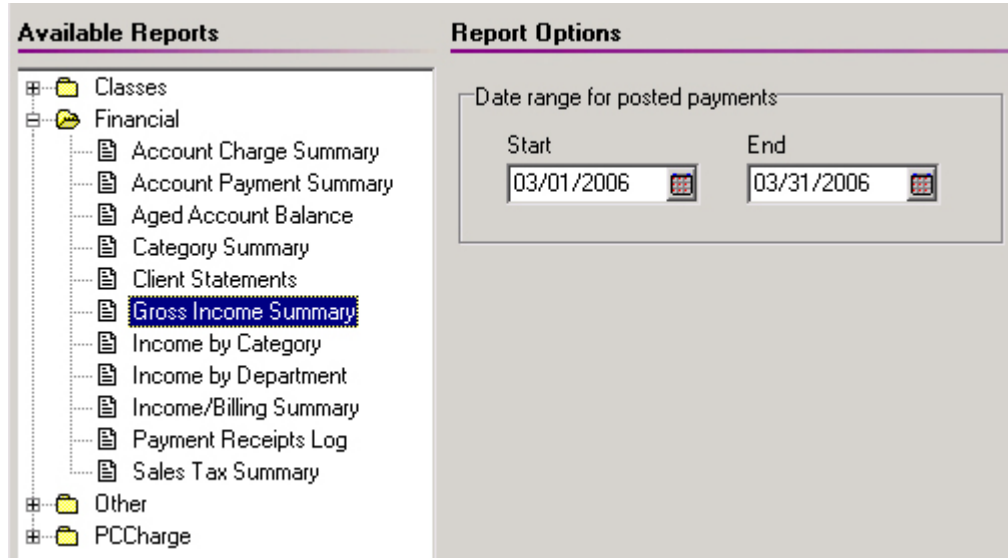 Available Reports
Report Options
Classes
Financial
Account Charge Summary
Account Payment Summary
Aged Account Balance
Category Summary
Client Statements
Gross Income Summary
Income by Category
Income by Department
Income/Billing Summary
Payment Receipts Log
Sales Tax Summary
Other
PCCharge
Date range for posted payments
Start End
03/01/2006 03/31/2006